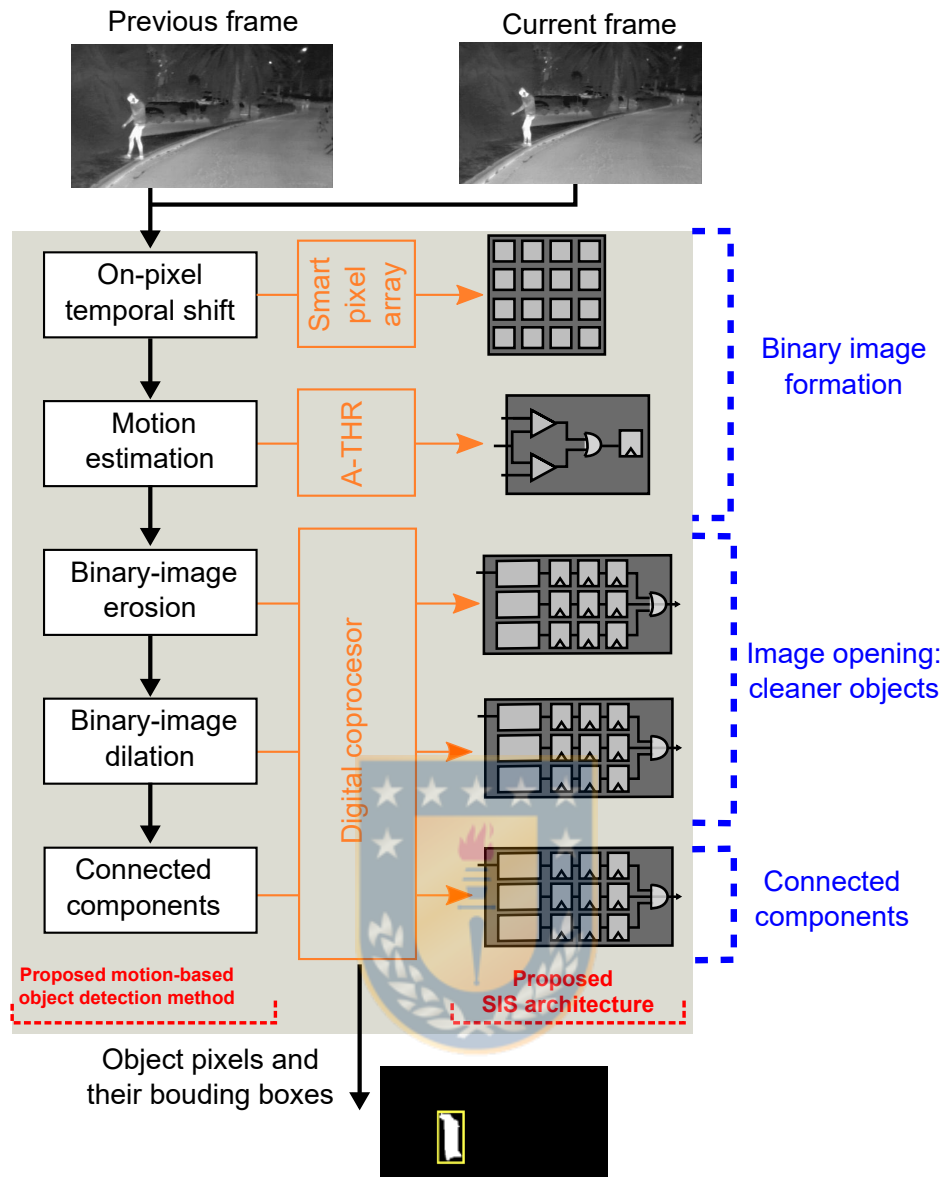 Previous frame
Current frame
On-pixel
temporal shift
Smart
pixel
array
Binary image
formation
Motion
estimation
A-THR
Binary-image
erosion
Digital coprocesor
Image opening:
cleaner objects
Binary-image
dilation
Connected
components
Connected
components
Proposed motion-based
object detection method
Proposed
SIS architecture
Object pixels and
their bouding boxes